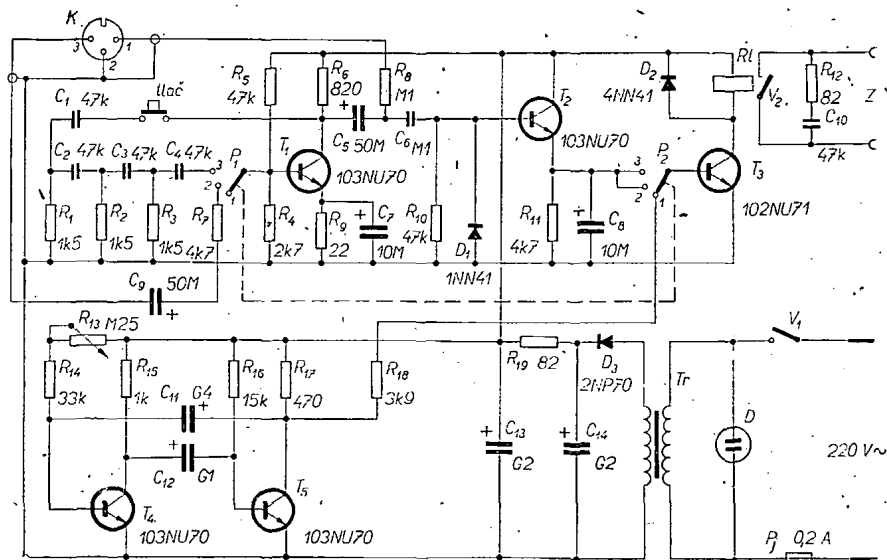 K
3 1
2
tlač
R5
47k
R6
820
R8
M1
C5
50M
C6
M1
T2
103NU70
D2
4NN41
Rl
V2
R12
82
C10
47k
Z
C1
47k
C2 47k
C3 47k
C4 47k
P1
3
2
1
T1
103NU70
P2
3
2
1
T3
102NU71
R1
1k5
R2
1k5
R3
1k5
R7
4k7
R4
2k7
R9
22
C7
10M
R10
47k
D1
1NN41
R11
4k7
C8
10M
C9
50M
R13 M25
R14
33k
R15
1k
C11
G4
R16
15k
R17
470
R18
3k9
R19 82
D3
2NP70
Tr
V1
C12
G1
C13
G2
C14
G2
D
220 V~
T4
103NU70
T5
103NU70
Pj 0,2 A